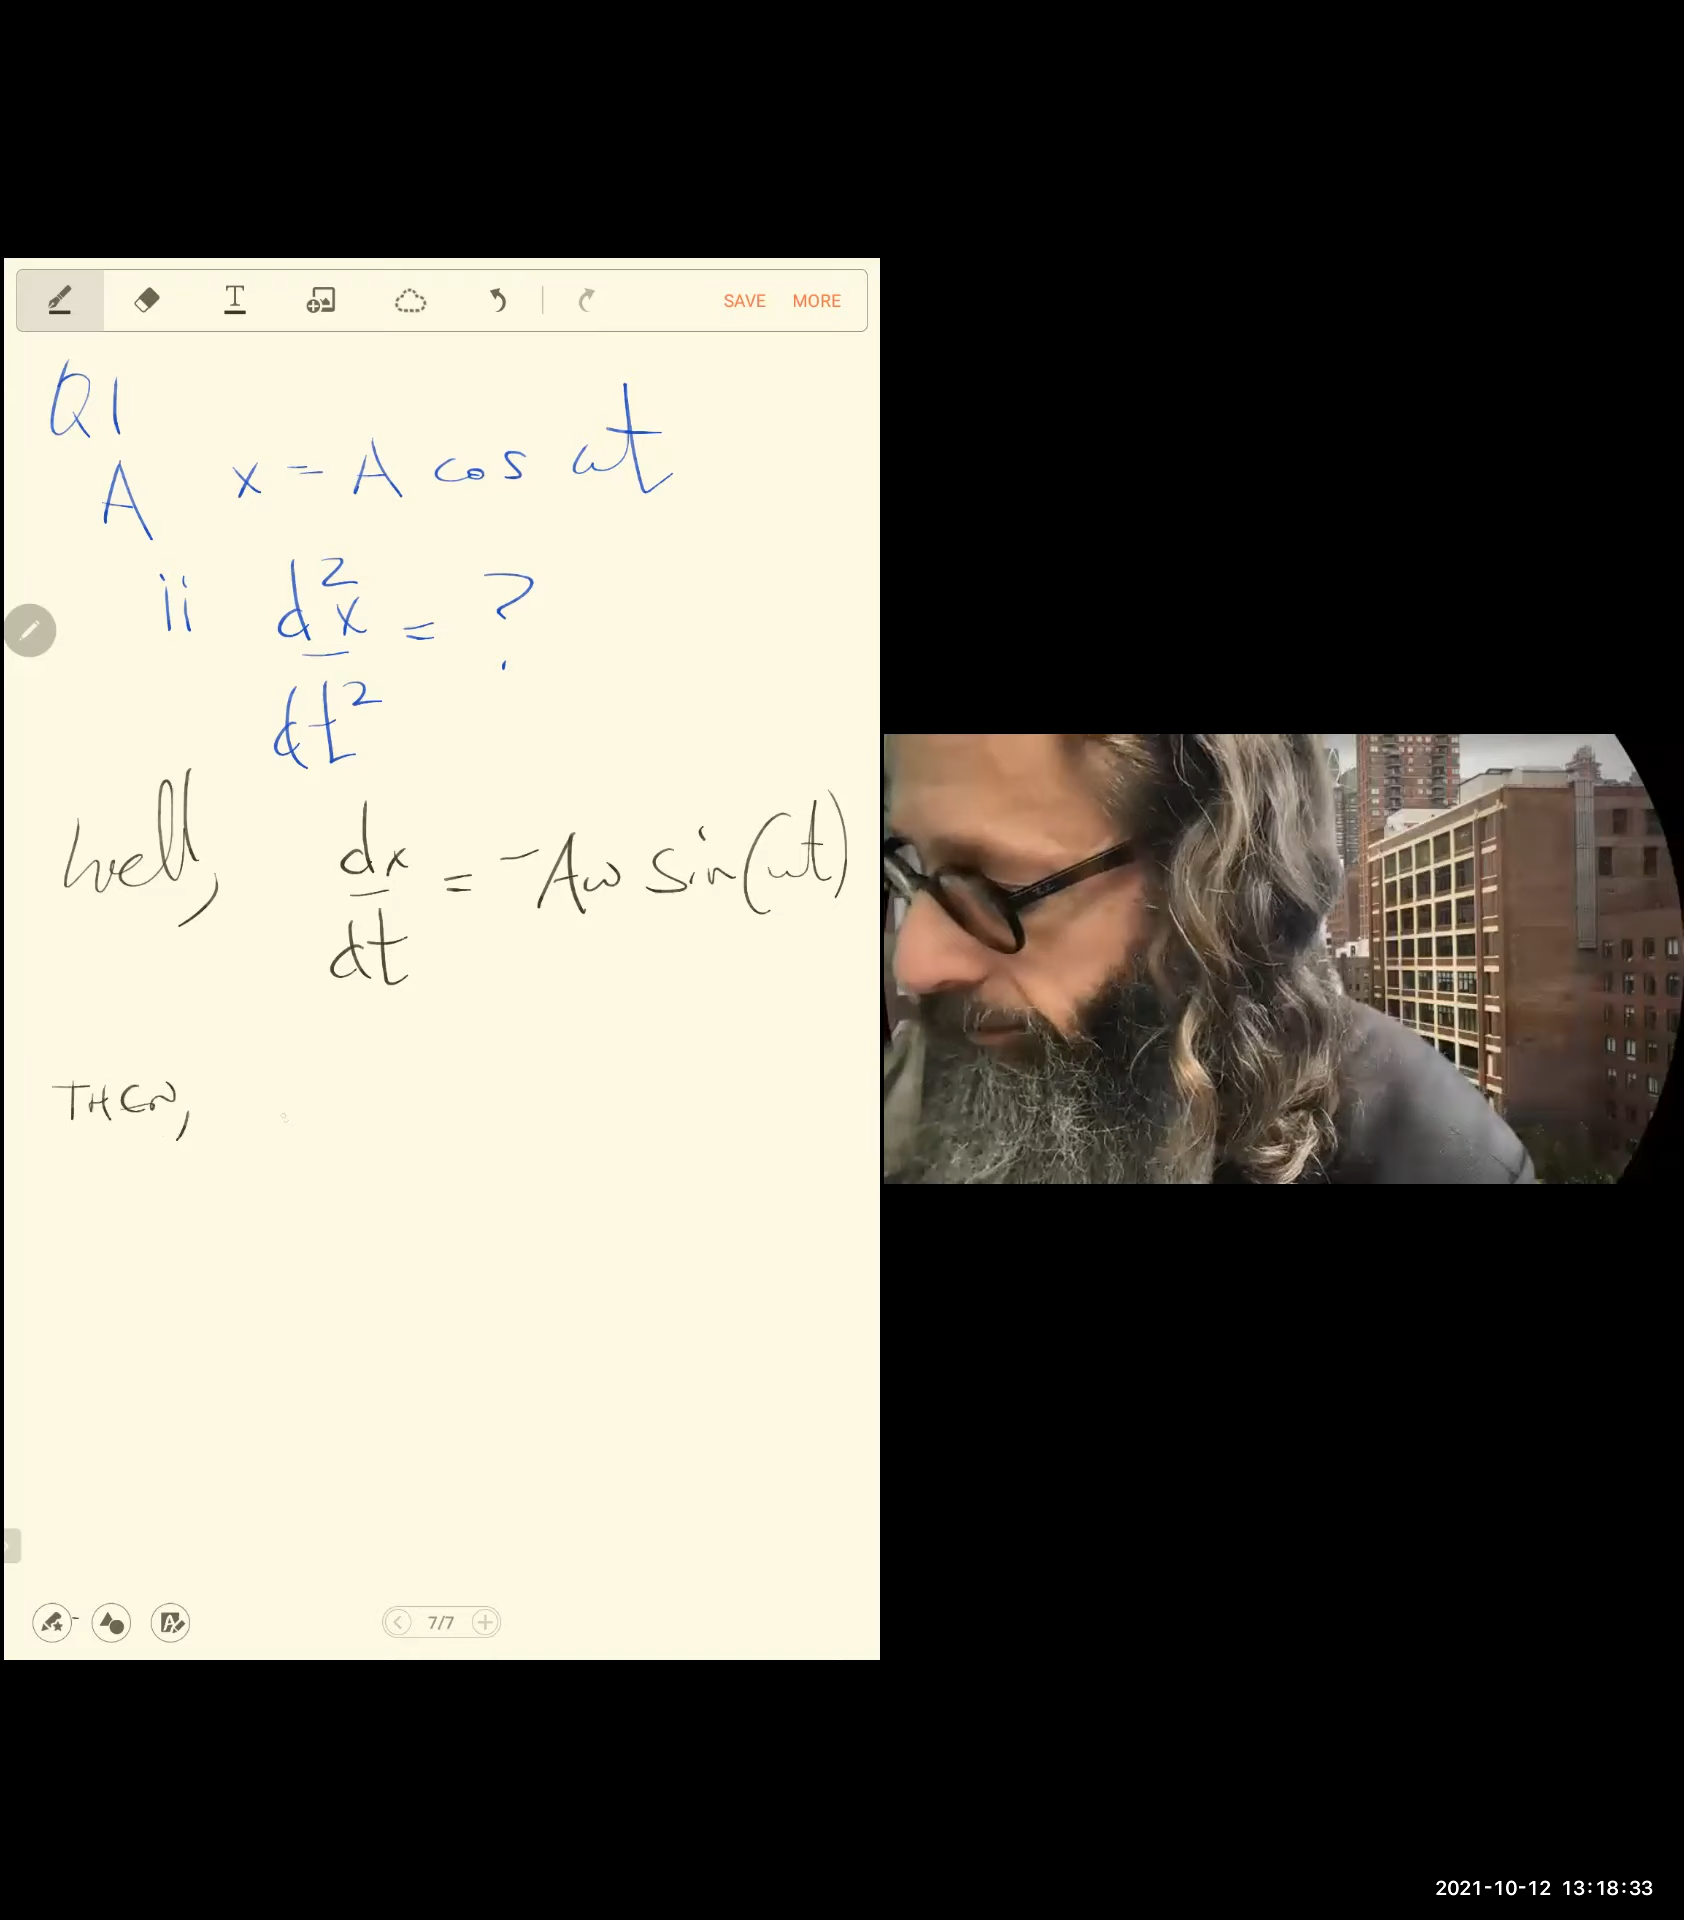 T SAVE MORE
Q1
A x = A cos ωt
ii d²x/dt² = ?
Well, dx/dt = -Aω sin(ωt)
THEN,
7/7
2021-10-12 13:18:33